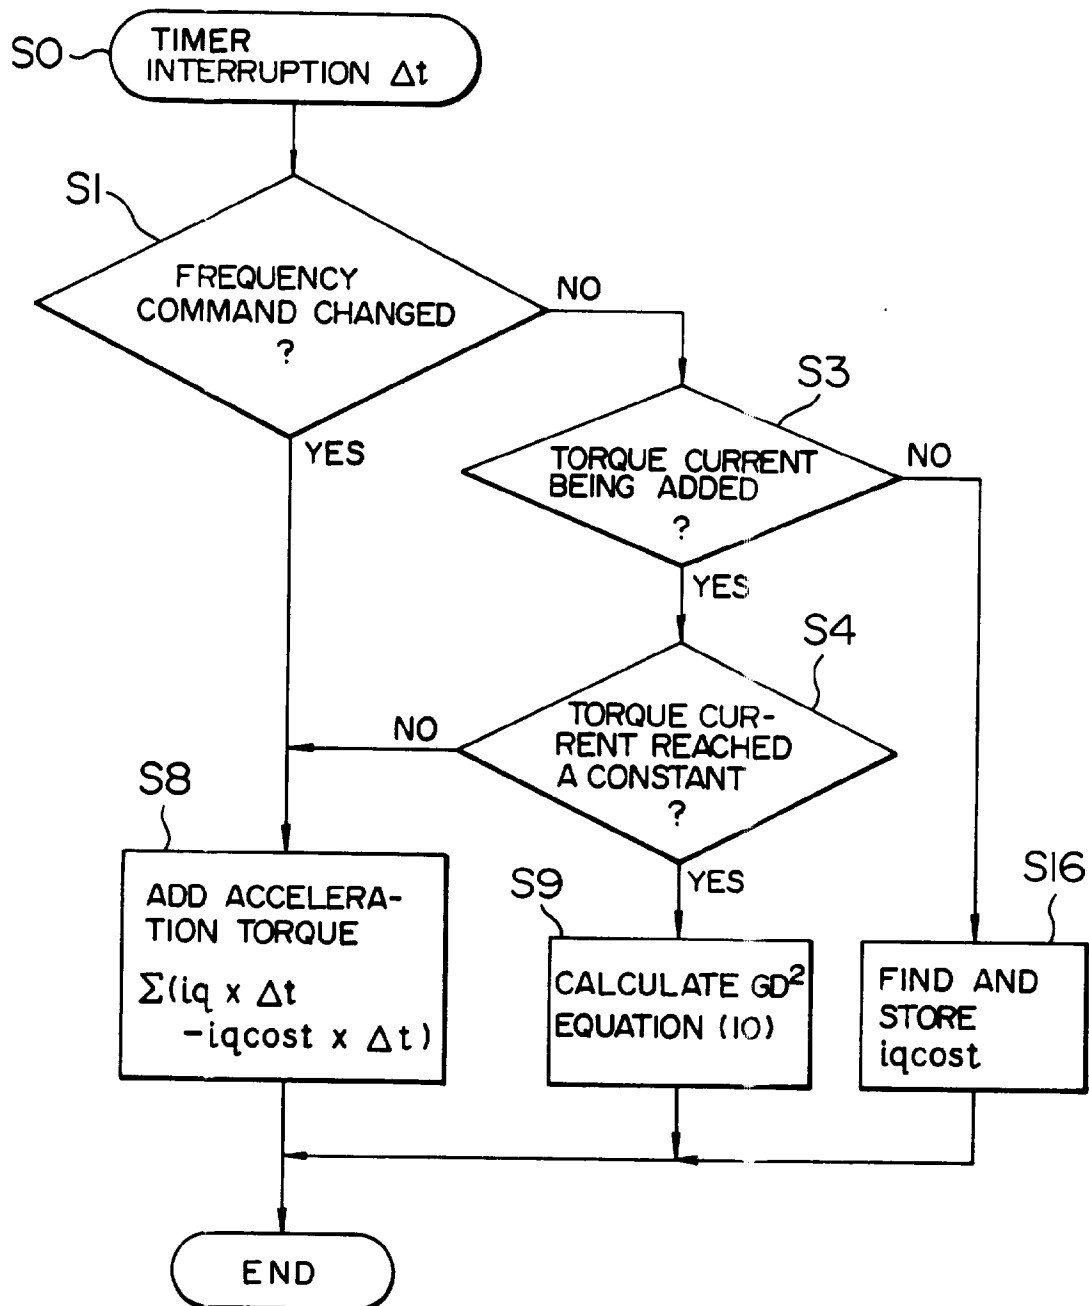 S0
TIMER
INTERRUPTION Δt
S1
FREQUENCY
COMMAND CHANGED
?
NO
YES
S3
TORQUE CURRENT
BEING ADDED
?
NO
YES
S4
TORQUE CUR-
RENT REACHED
A CONSTANT
?
NO
YES
S8
ADD ACCELERA-
TION TORQUE
Σ(iq x Δt
-iqcost x Δt)
S9
CALCULATE GD²
EQUATION (10)
S16
FIND AND
STORE
iqcost
END